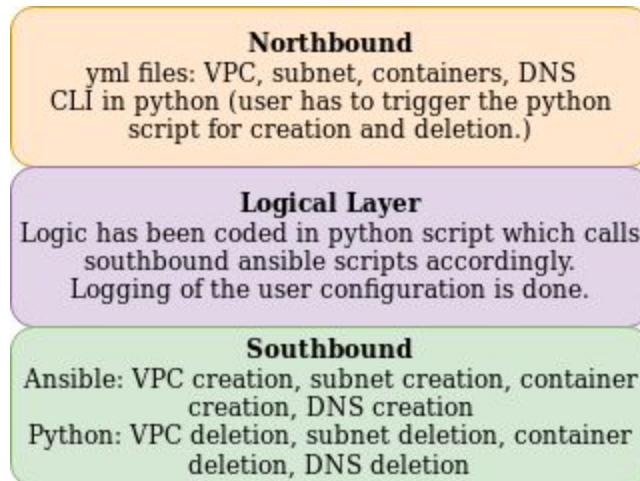 Northbound
yml files: VPC, subnet, containers, DNS
CLI in python (user has to trigger the python
script for creation and deletion.)
Logical Layer
Logic has been coded in python script which calls
southbound ansible scripts accordingly.
Logging of the user configuration is done.
Southbound
Ansible: VPC creation, subnet creation, container
creation, DNS creation
Python: VPC deletion, subnet deletion, container
deletion, DNS deletion